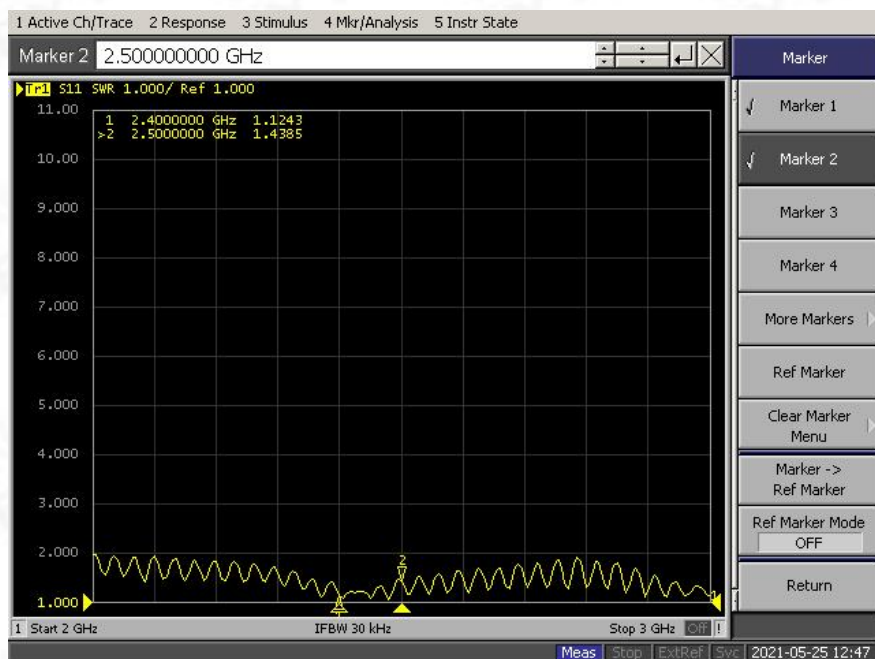 1 Active Ch/Trace 2 Response 3 Stimulus 4 Mkr/Analysis 5 Instr State
Marker 2 2.500000000 GHz
Tr1 S11 SWR 1.000/ Ref 1.000
11.00
1 2.4000000 GHz 1.1243
>2 2.5000000 GHz 1.4385
10.00
9.000
8.000
7.000
6.000
5.000
4.000
3.000
2.000
1.000
2
1 Start 2 GHz IFBW 30 kHz Stop 3 GHz Off !
Marker
Marker 1
Marker 2
Marker 3
Marker 4
More Markers
Ref Marker
Clear Marker
Menu
Marker ->
Ref Marker
Ref Marker Mode
OFF
Return
Meas Stop ExtRef Svc 2021-05-25 12:47